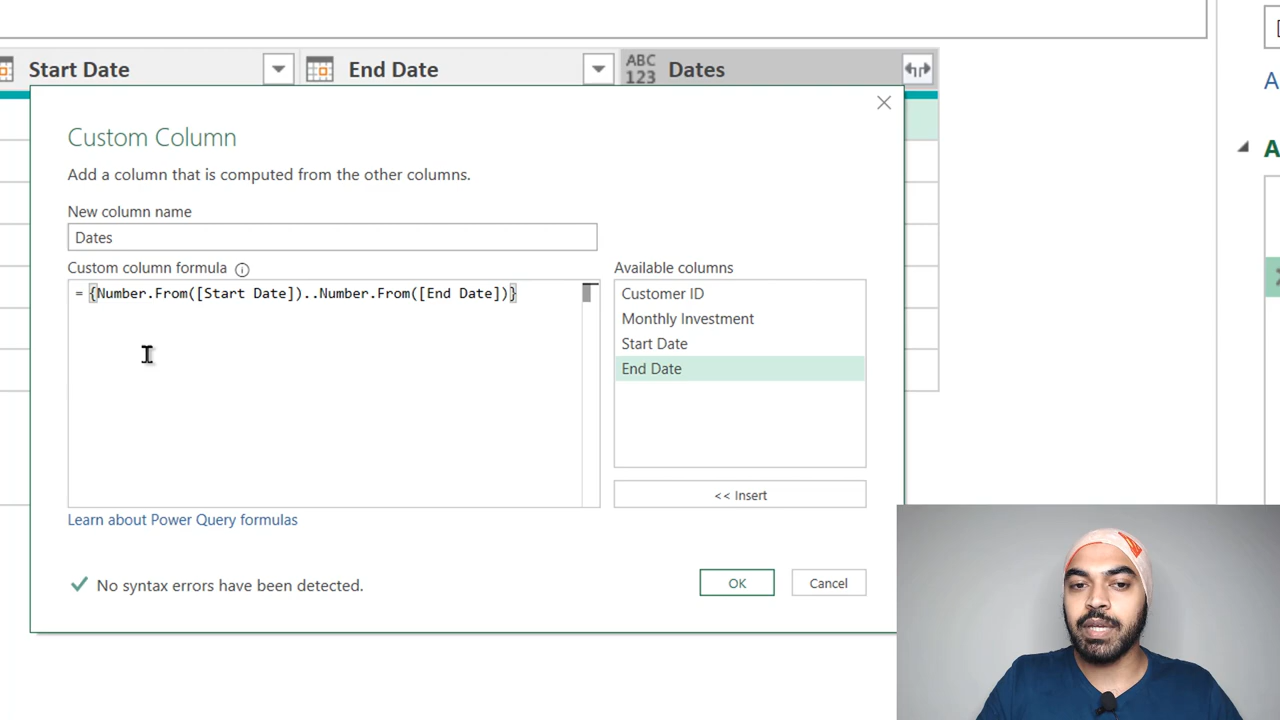 Start Date
End Date
ABC
123
Dates
Custom Column
Add a column that is computed from the other columns.
New column name
Dates
Custom column formula
Available columns
= {Number.From([Start Date])..Number.From([End Date])}
Customer ID
Monthly Investment
Start Date
End Date
<< Insert
Learn about Power Query formulas
No syntax errors have been detected.
OK
Cancel
A
A